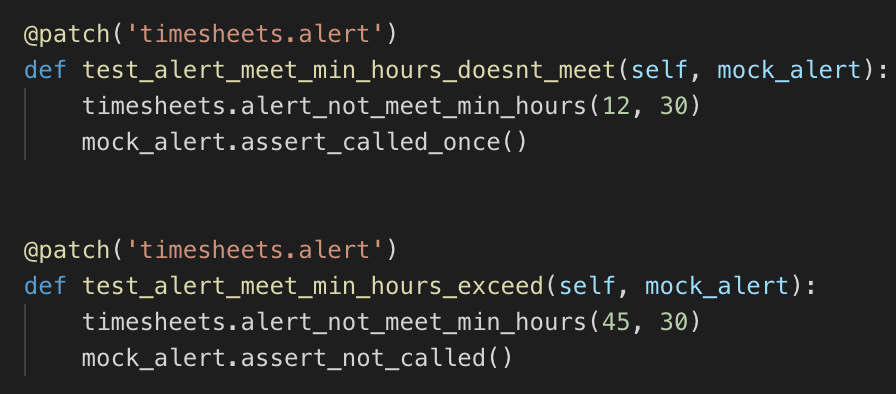 @patch('timesheets.alert')
def test_alert_meet_min_hours_doesnt_meet(self, mock_alert):
    timesheets.alert_not_meet_min_hours(12, 30)
    mock_alert.assert_called_once()
@patch('timesheets.alert')
def test_alert_meet_min_hours_exceed(self, mock_alert):
    timesheets.alert_not_meet_min_hours(45, 30)
    mock_alert.assert_not_called()